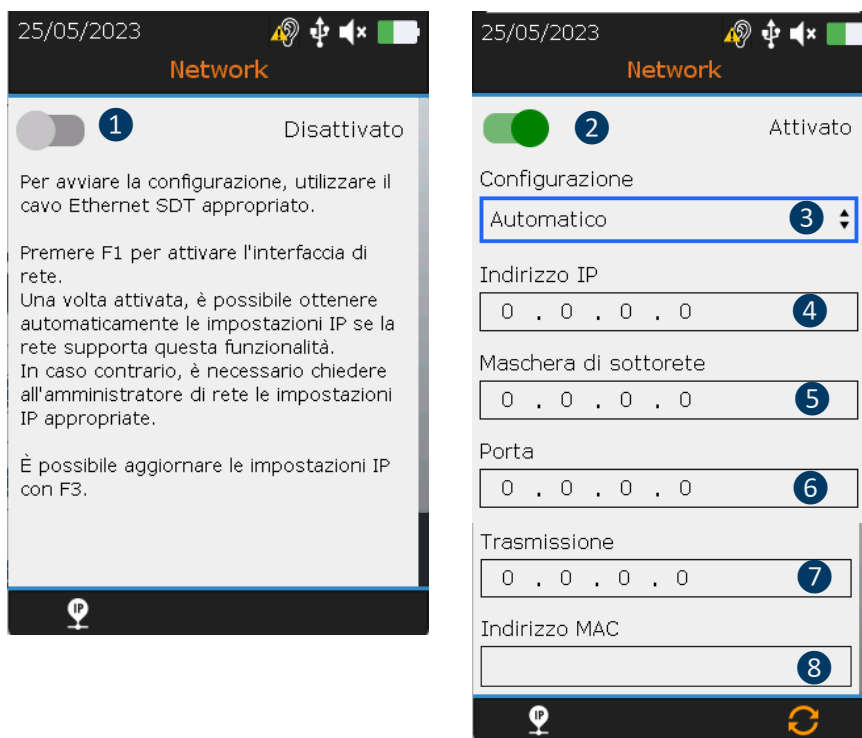 25/05/2023
Network
1
Disattivato
Per avviare la configurazione, utilizzare il
cavo Ethernet SDT appropriato.
Premere F1 per attivare l'interfaccia di
rete.
Una volta attivata, è possibile ottenere
automaticamente le impostazioni IP se la
rete supporta questa funzionalità.
In caso contrario, è necessario chiedere
all'amministratore di rete le impostazioni
IP appropriate.
È possibile aggiornare le impostazioni IP
con F3.
IP
25/05/2023
Network
2
Attivato
Configurazione
Automatico 3
Indirizzo IP
0 . 0 . 0 . 0 4
Maschera di sottorete
0 . 0 . 0 . 0 5
Porta
0 . 0 . 0 . 0 6
Trasmissione
0 . 0 . 0 . 0 7
Indirizzo MAC
8
IP